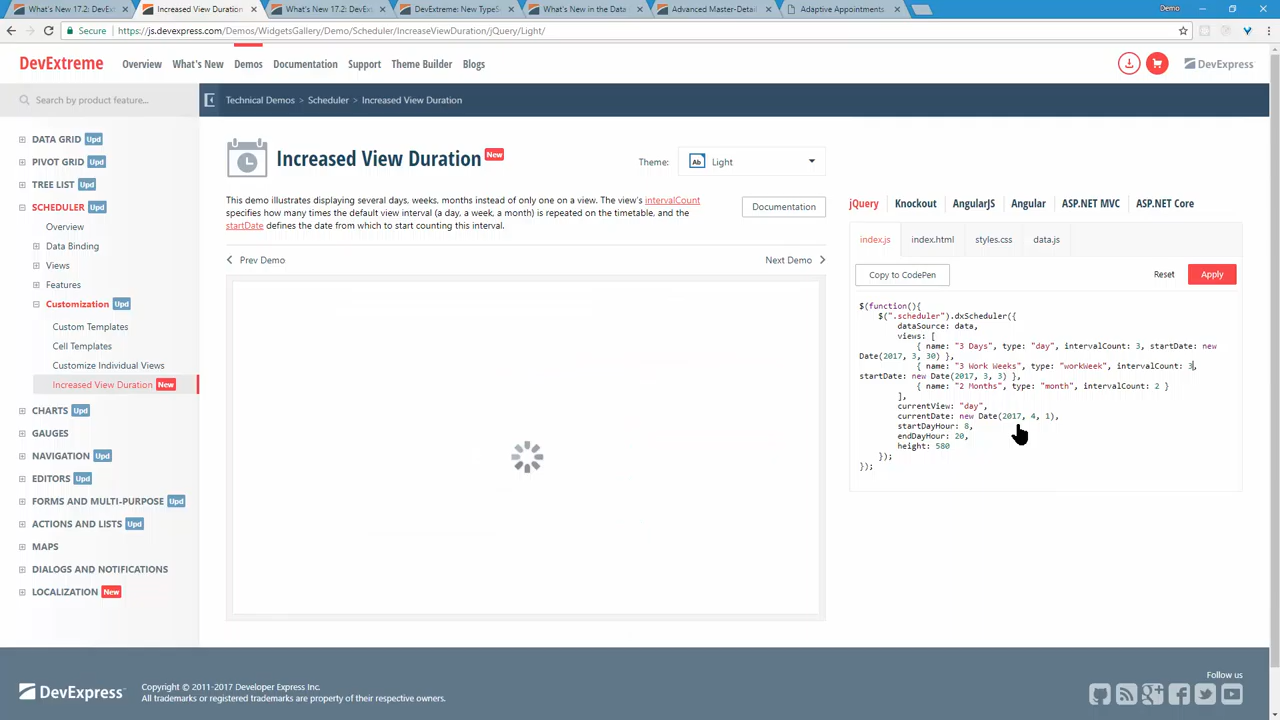 What's New 17.2: DevEx
Increased View Duration
What's New 17.2: DevEx
DevExtreme: New TypeS
What's New in the Data
Advanced Master-Detail
Adaptive Appointments
Demo
Secure
https://js.devexpress.com/Demos/WidgetsGallery/Demo/Scheduler/IncreaseViewDuration/jQuery/Light/
DevExtreme
Overview
What's New
Demos
Documentation
Support
Theme Builder
Blogs
DevExpress
Search by product feature...
Technical Demos > Scheduler > Increased View Duration
DATA GRID Upd
PIVOT GRID Upd
TREE LIST Upd
SCHEDULER Upd
Overview
Data Binding
Views
Features
Customization Upd
Custom Templates
Cell Templates
Customize Individual Views
Increased View Duration New
CHARTS Upd
GAUGES
NAVIGATION Upd
EDITORS Upd
FORMS AND MULTI-PURPOSE Upd
ACTIONS AND LISTS Upd
MAPS
DIALOGS AND NOTIFICATIONS
LOCALIZATION New
Increased View Duration New
Theme:
Ab Light
This demo illustrates displaying several days, weeks, months instead of only one on a view. The view's intervalCount
specifies how many times the default view interval (a day, a week, a month) is repeated on the timetable, and the
startDate defines the date from which to start counting this interval.
Documentation
Prev Demo
Next Demo
jQuery
Knockout
AngularJS
Angular
ASP.NET MVC
ASP.NET Core
index.js
index.html
styles.css
data.js
Copy to CodePen
Reset
Apply
$(function(){
$(".scheduler").dxScheduler({
dataSource: data,
views: [
{ name: "3 Days", type: "day", intervalCount: 3, startDate: new
Date(2017, 3, 30) },
{ name: "3 Work Weeks", type: "workWeek", intervalCount: 3,
startDate: new Date(2017, 3, 3) },
{ name: "2 Months", type: "month", intervalCount: 2 }
],
currentView: "day",
currentDate: new Date(2017, 4, 1),
startDayHour: 8,
endDayHour: 20,
height: 580
});
});
DevExpress
Copyright © 2011-2017 Developer Express Inc.
All trademarks or registered trademarks are property of their respective owners.
Follow us